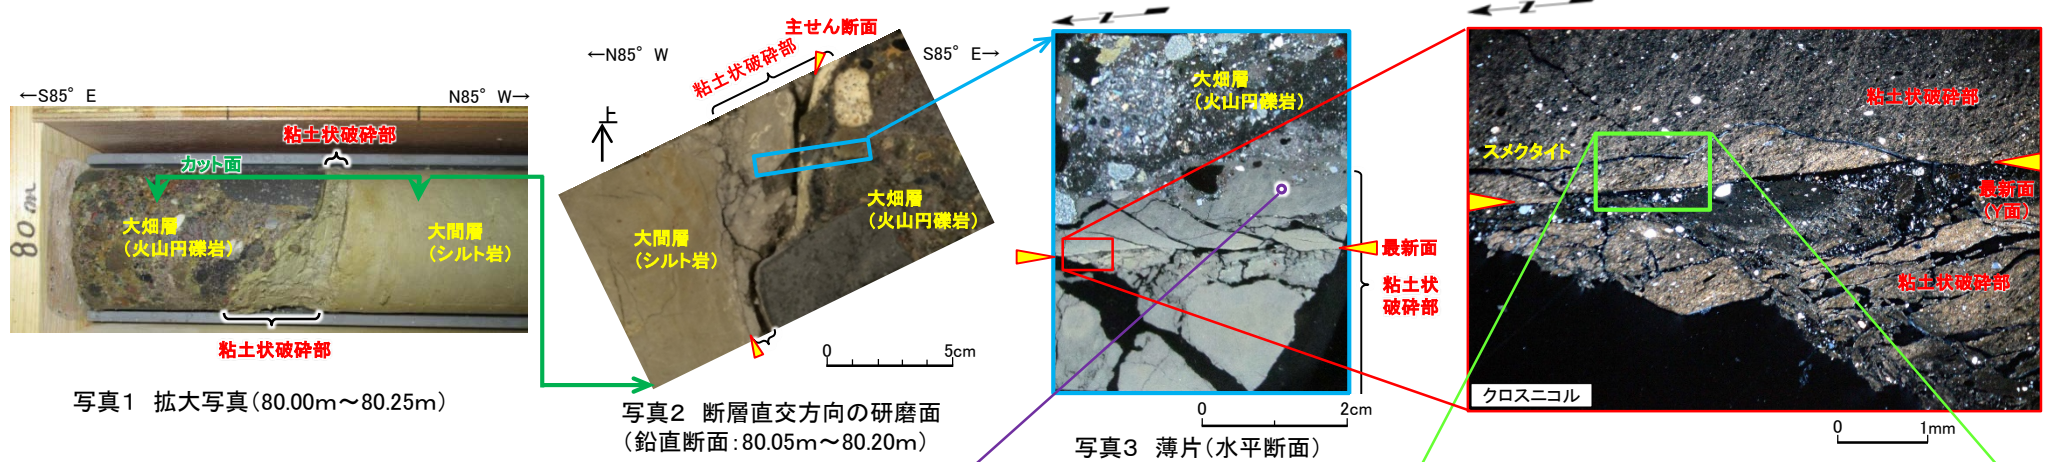 ←S85° E
N85° W→
粘土状破砕部
カット面
大畑層
(火山円礫岩)
大間層
(シルト岩)
80m
粘土状破砕部
写真1 拡大写真(80.00m～80.25m)
主せん断面
←N85° W
S85° E→
粘土状破砕部
上
大畑層
(火山円礫岩)
大間層
(シルト岩)
0
5cm
写真2 断層直交方向の研磨面
(鉛直断面:80.05m～80.20m)
N
大畑層
(火山円礫岩)
最新面
粘土状
破砕部
0
2cm
写真3 薄片(水平断面)
N
粘土状破砕部
スメクタイト
最新面
(Y面)
粘土状破砕部
クロスニコル
0
1mm